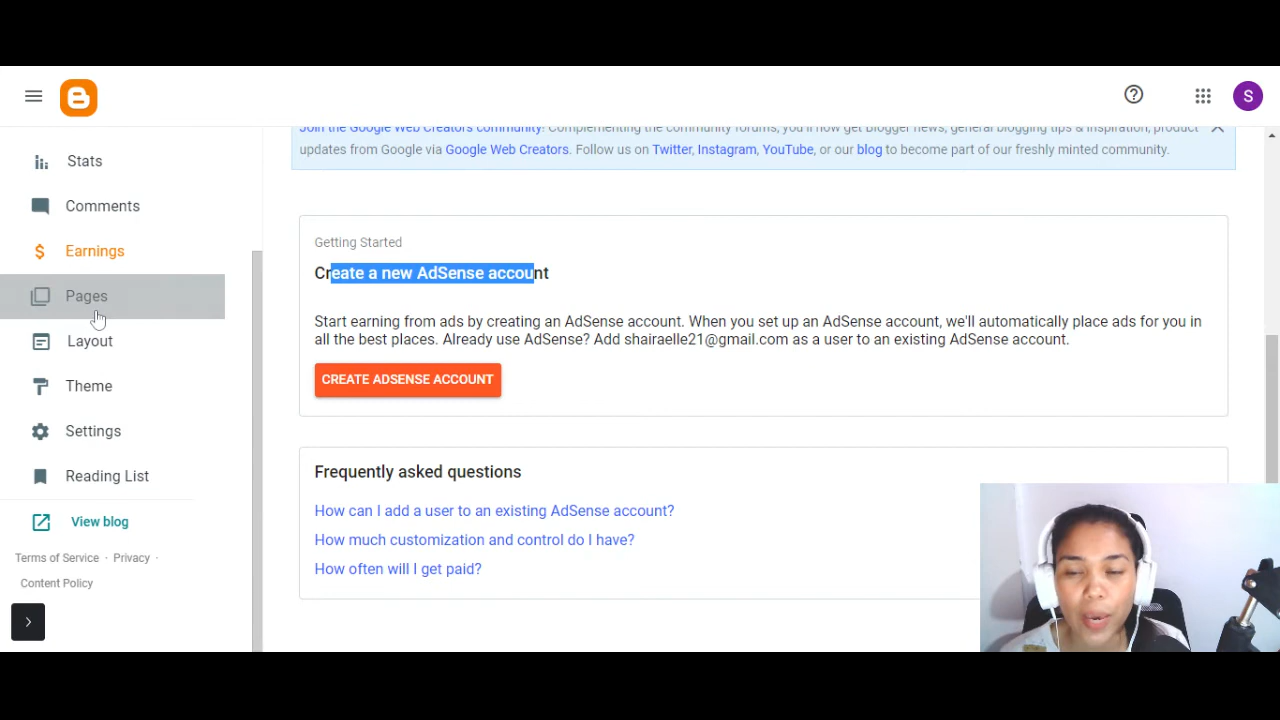 S
Stats
Comments
Earnings
Pages
Layout
Theme
Settings
Reading List
View blog
Terms of Service · Privacy ·
Content Policy
Join the Google Web Creators community! Complementing the community forums, you'll now get Blogger news, general blogging tips & inspiration, product
updates from Google via Google Web Creators. Follow us on Twitter, Instagram, YouTube, or our blog to become part of our freshly minted community.
Getting Started
Create a new AdSense account
Start earning from ads by creating an AdSense account. When you set up an AdSense account, we'll automatically place ads for you in
all the best places. Already use AdSense? Add shairaelle21@gmail.com as a user to an existing AdSense account.
CREATE ADSENSE ACCOUNT
Frequently asked questions
How can I add a user to an existing AdSense account?
How much customization and control do I have?
How often will I get paid?